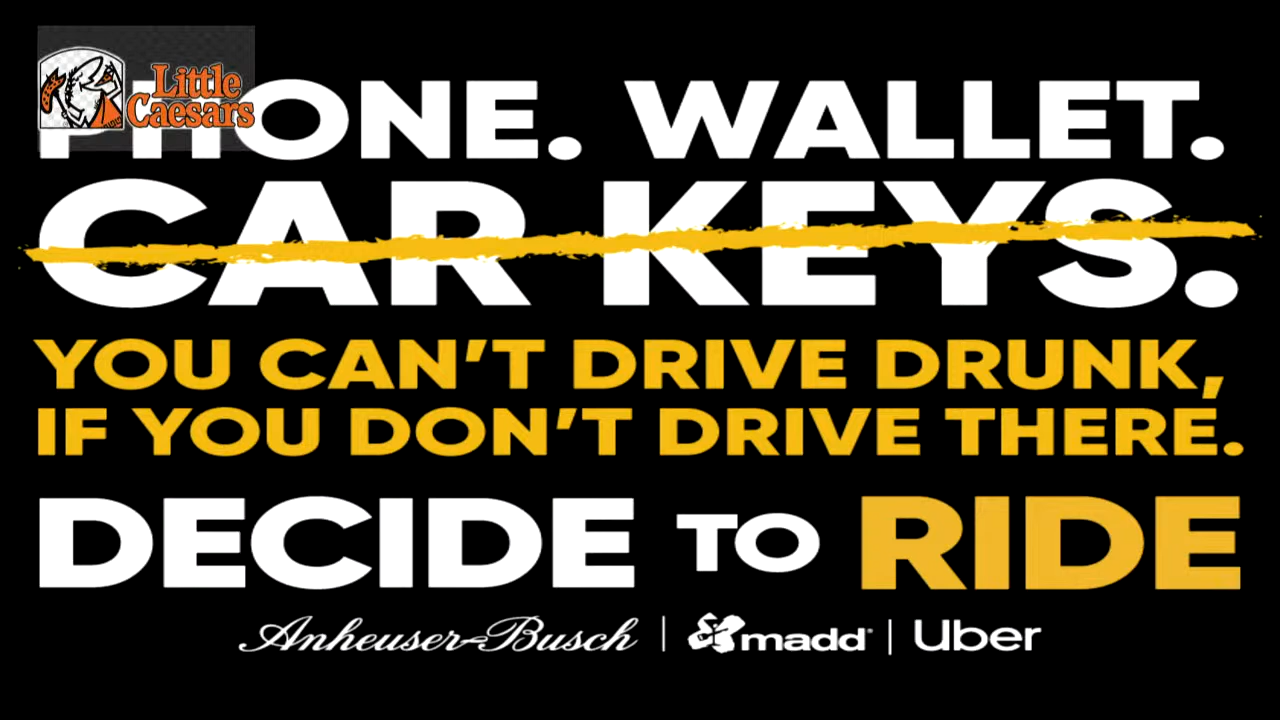 Little
Caesars
PHONE. WALLET.
CAR KEYS.
YOU CAN'T DRIVE DRUNK,
IF YOU DON'T DRIVE THERE.
DECIDE TO RIDE
Anheuser-Busch | madd® | Uber